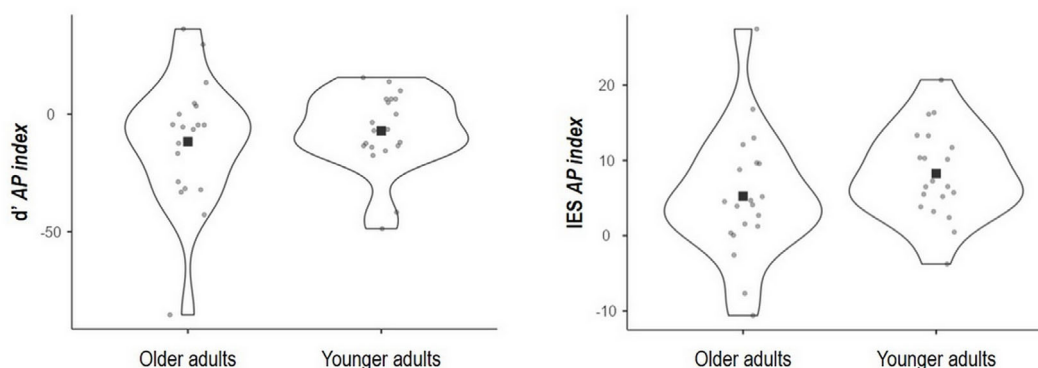 d' AP index
0
-50
Older adults
Younger adults
IES AP index
20
10
0
-10
Older adults
Younger adults